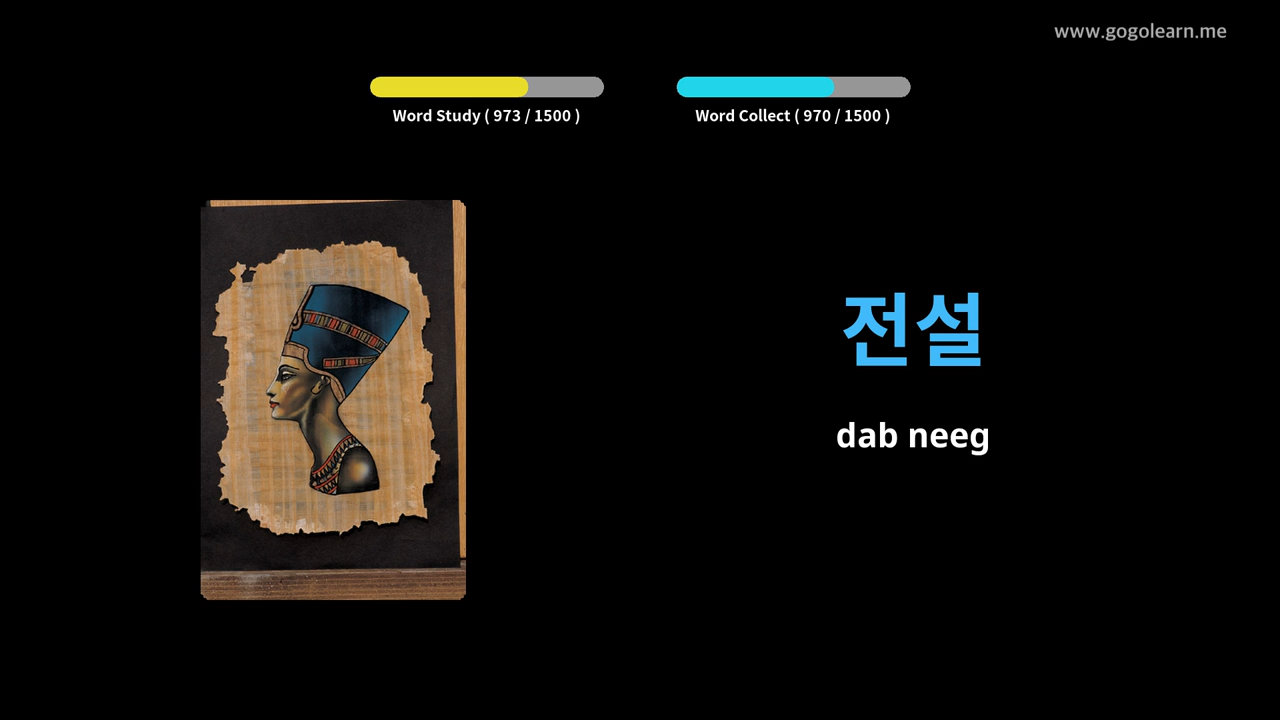 www.gogolearn.me
Word Study ( 973 / 1500 )
Word Collect ( 970 / 1500 )
전설
dab neeg